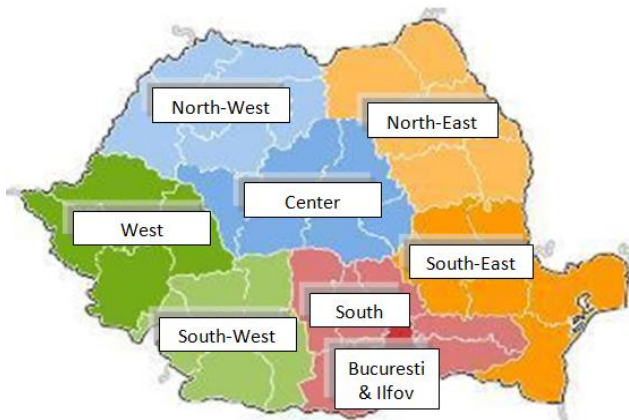 North-West
North-East
Center
West
South-East
South
South-West
Bucuresti
& Ilfov